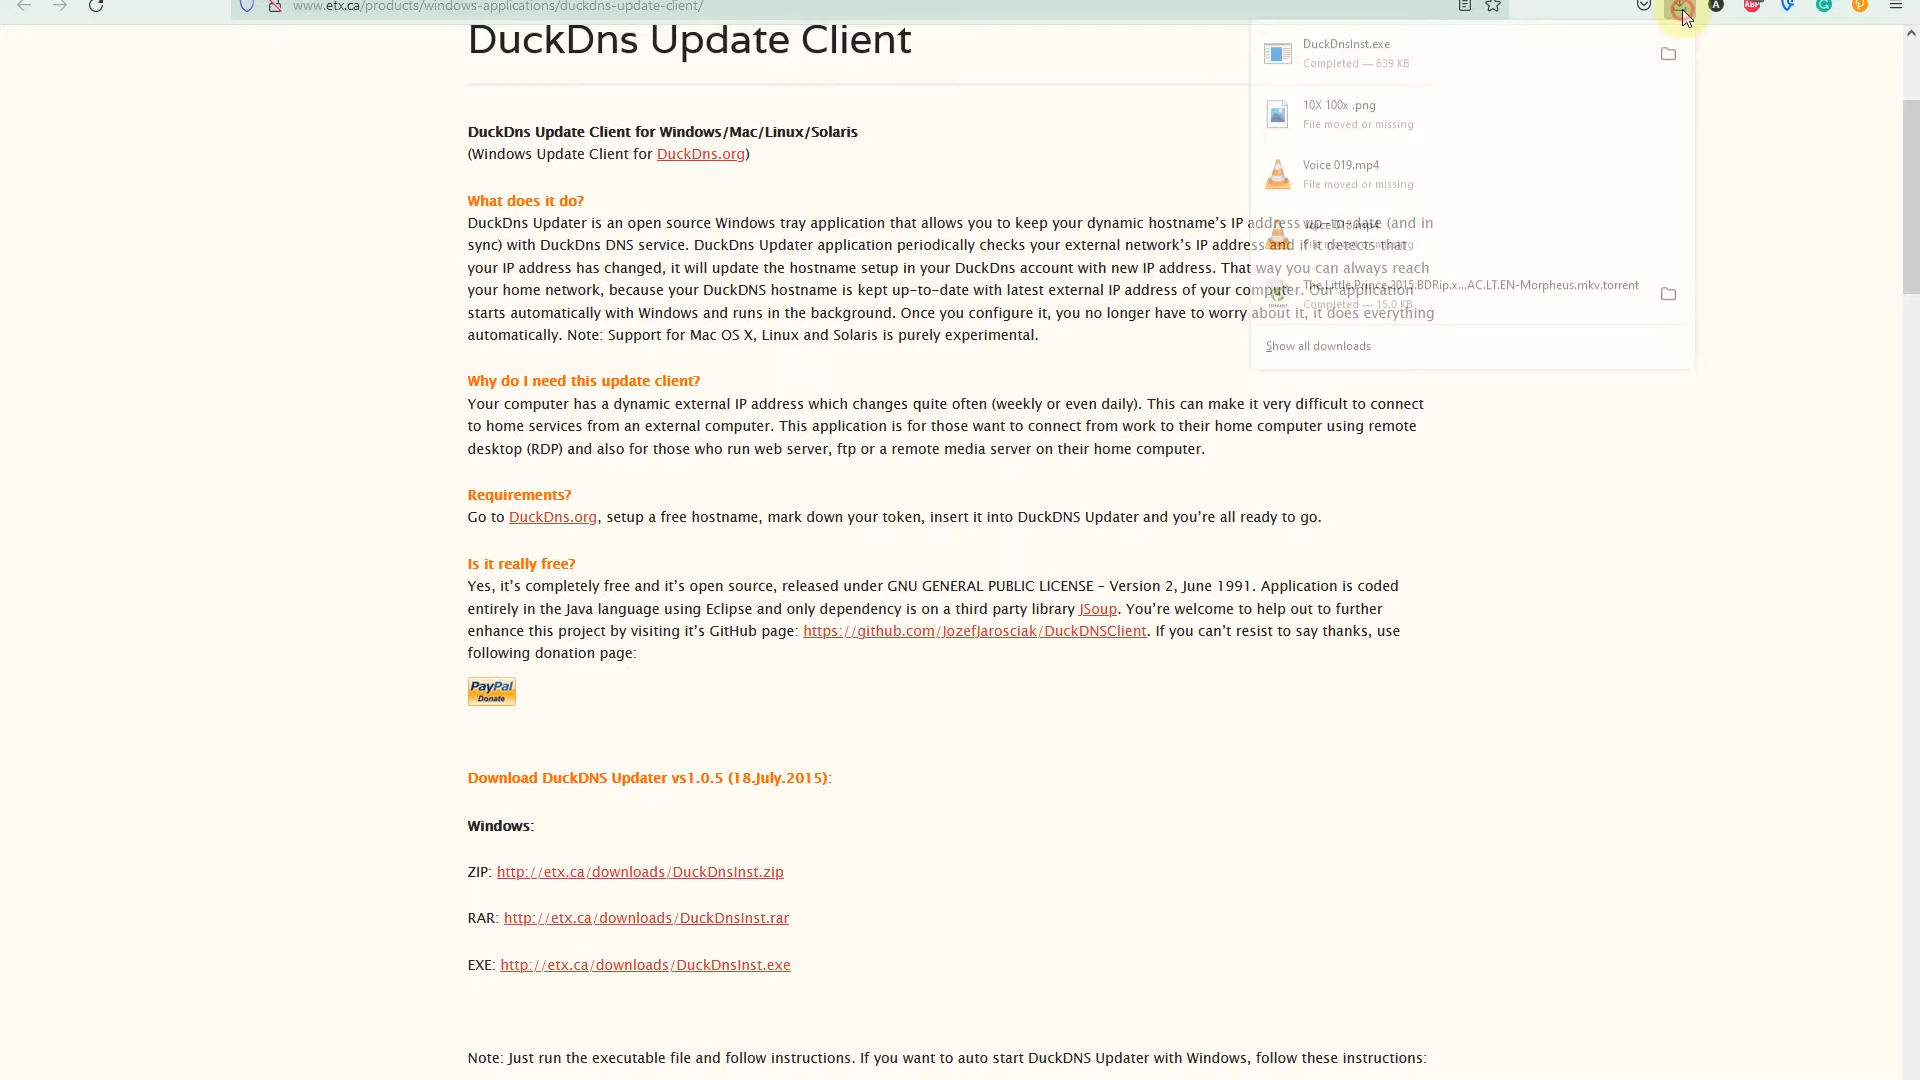 www.etx.ca/products/windows-applications/duckdns-update-client/
DuckDns Update Client
DuckDnsInst.exe
Completed — 639 KB
10X 100x .png
File moved or missing
Voice 019.mp4
File moved or missing
File moved or missing
The.Little.Prince.2015.BDRip.x...AC.LT.EN-Morpheus.mkv.torrent
Completed — 15.0 KB
Show all downloads
DuckDns Update Client for Windows/Mac/Linux/Solaris
(Windows Update Client for DuckDns.org)
What does it do?
DuckDns Updater is an open source Windows tray application that allows you to keep your dynamic hostname’s IP address up-to-date (and in
sync) with DuckDns DNS service. DuckDns Updater application periodically checks your external network’s IP address and if it detects that
your IP address has changed, it will update the hostname setup in your DuckDns account with new IP address. That way you can always reach
your home network, because your DuckDNS hostname is kept up-to-date with latest external IP address of your computer. Our application
starts automatically with Windows and runs in the background. Once you configure it, you no longer have to worry about it, it does everything
automatically. Note: Support for Mac OS X, Linux and Solaris is purely experimental.
Why do I need this update client?
Your computer has a dynamic external IP address which changes quite often (weekly or even daily). This can make it very difficult to connect
to home services from an external computer. This application is for those want to connect from work to their home computer using remote
desktop (RDP) and also for those who run web server, ftp or a remote media server on their home computer.
Requirements?
Go to DuckDns.org, setup a free hostname, mark down your token, insert it into DuckDNS Updater and you’re all ready to go.
Is it really free?
Yes, it’s completely free and it’s open source, released under GNU GENERAL PUBLIC LICENSE – Version 2, June 1991. Application is coded
entirely in the Java language using Eclipse and only dependency is on a third party library JSoup. You’re welcome to help out to further
enhance this project by visiting it’s GitHub page: https://github.com/JozefJarosciak/DuckDNSClient. If you can’t resist to say thanks, use
following donation page:
PayPal
Donate
Download DuckDNS Updater vs1.0.5 (18.July.2015):
Windows:
ZIP: http://etx.ca/downloads/DuckDnsInst.zip
RAR: http://etx.ca/downloads/DuckDnsInst.rar
EXE: http://etx.ca/downloads/DuckDnsInst.exe
Note: Just run the executable file and follow instructions. If you want to auto start DuckDNS Updater with Windows, follow these instructions: